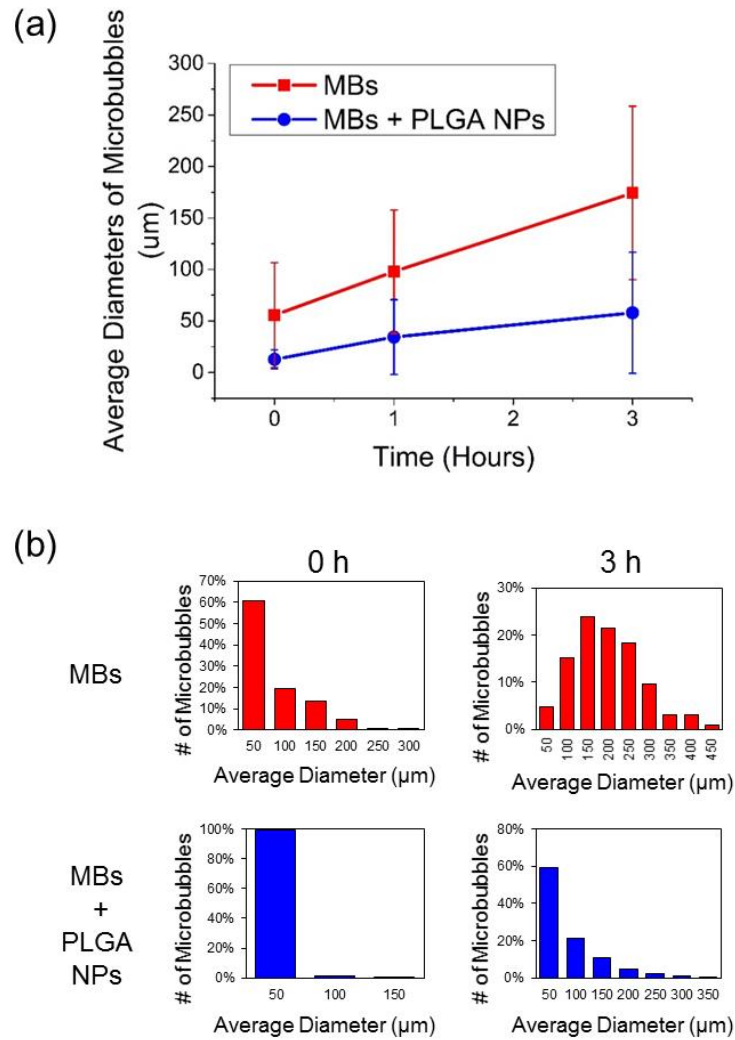 (a)
Average Diameters of Microbubbles
(um)
300
250
200
150
100
50
0
MBs
MBs + PLGA NPs
0
1
2
3
Time (Hours)
(b)
0 h
3 h
MBs
# of Microbubbles
70%
60%
50%
40%
30%
20%
10%
0%
50 100 150 200 250 300
Average Diameter (µm)
# of Microbubbles
30%
20%
10%
0%
50 100 150 200 250 300 350 400 450
Average Diameter (µm)
MBs
+
PLGA
NPs
# of Microbubbles
100%
80%
60%
40%
20%
0%
50 100 150
Average Diameter (µm)
# of Microbubbles
80%
60%
40%
20%
0%
50 100 150 200 250 300 350
Average Diameter (µm)